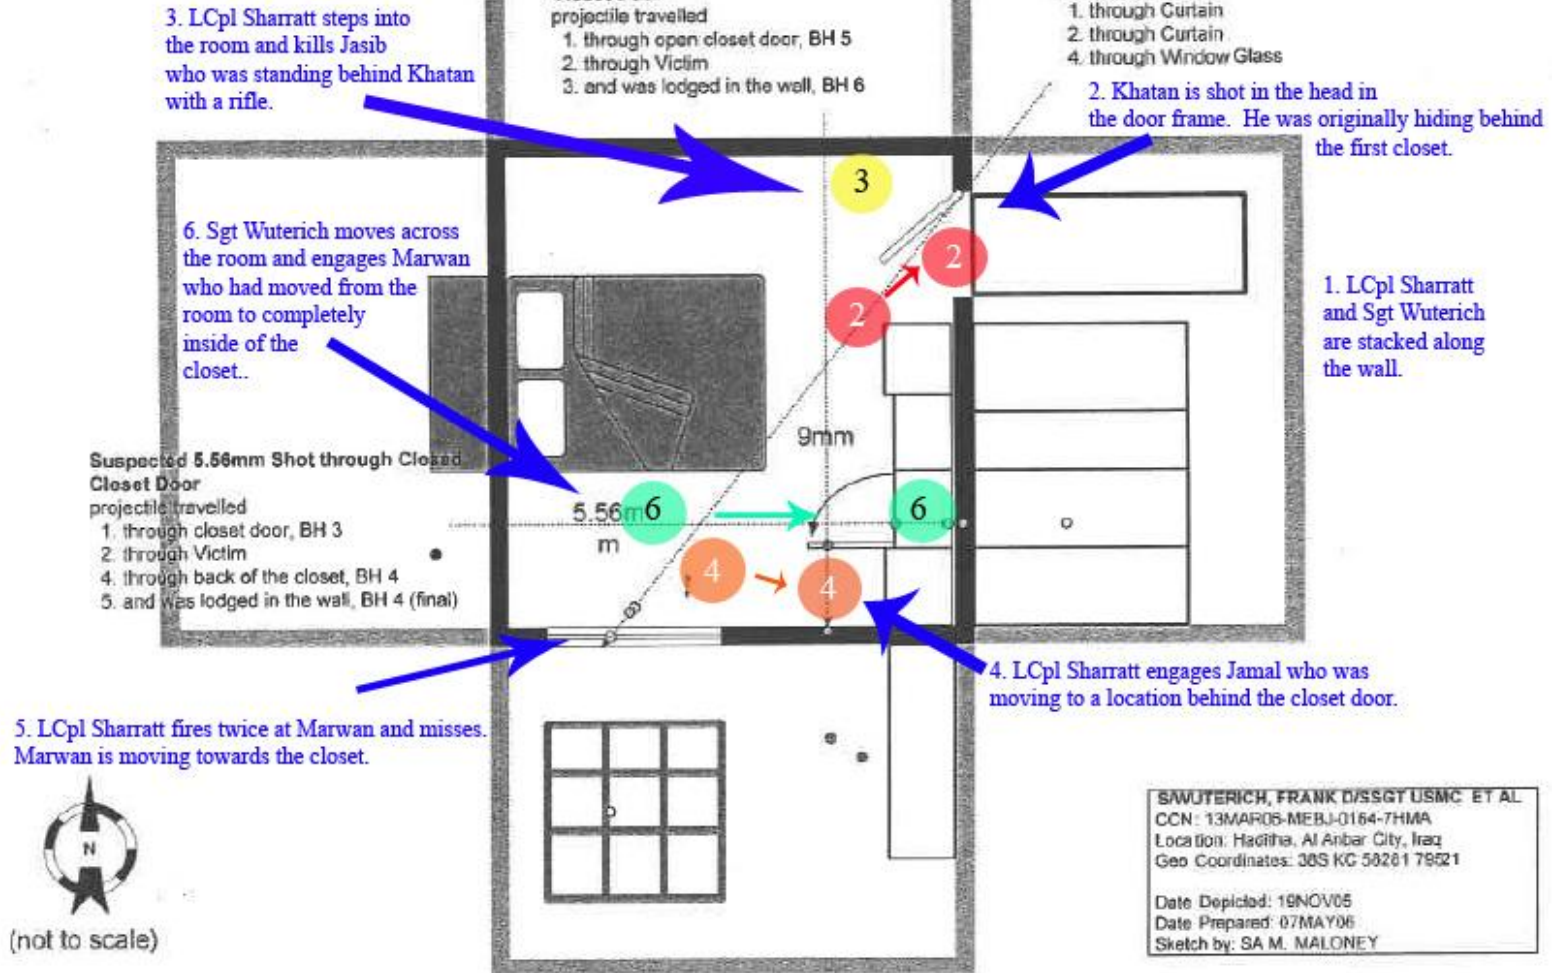 3. LCpl Sharratt steps into
the room and kills Jasib
who was standing behind Khatan
with a rifle.
projectile travelled
1. through open closet door, BH 5
2. through Victim
3. and was lodged in the wall, BH 6
1. through Curtain
2. through Curtain
4. through Window Glass
2. Khatan is shot in the head in
the door frame. He was originally hiding behind
the first closet.
3
6. Sgt Wuterich moves across
the room and engages Marwan
who had moved from the
room to completely
inside of the
closet..
2
2
1. LCpl Sharratt
and Sgt Wuterich
are stacked along
the wall.
9mm
Suspected 5.56mm Shot through Closed
Closet Door
projectile travelled
1. through closet door, BH 3
2. through Victim
4. through back of the closet, BH 4
5. and was lodged in the wall, BH 4 (final)
5.56m
m
6
6
4
4
4. LCpl Sharratt engages Jamal who was
moving to a location behind the closet door.
5. LCpl Sharratt fires twice at Marwan and misses.
Marwan is moving towards the closet.
N
(not to scale)
S/WUTERICH, FRANK D/SSGT USMC ET AL
CCN: 13MAR06-MEBJ-0164-7HMA
Location: Haditha, Al Anbar City, Iraq
Geo Coordinates: 38S KC 58281 79521
Date Depicted: 19NOV05
Date Prepared: 07MAY06
Sketch by: SA M. MALONEY